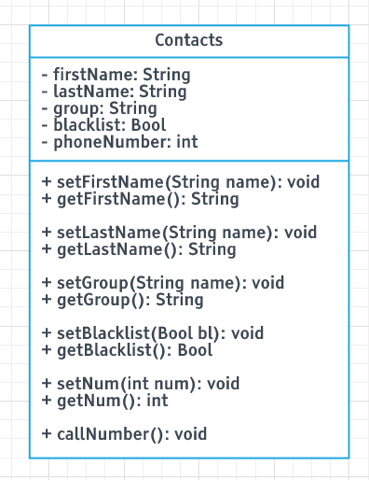 Contacts
- firstName: String
- lastName: String
- group: String
- blacklist: Bool
- phoneNumber: int
+ setFirstName(String name): void
+ getFirstName(): String
+ setLastName(String name): void
+ getLastName(): String
+ setGroup(String name): void
+ getGroup(): String
+ setBlacklist(Bool bl): void
+ getBlacklist(): Bool
+ setNum(int num): void
+ getNum(): int
+ callNumber(): void